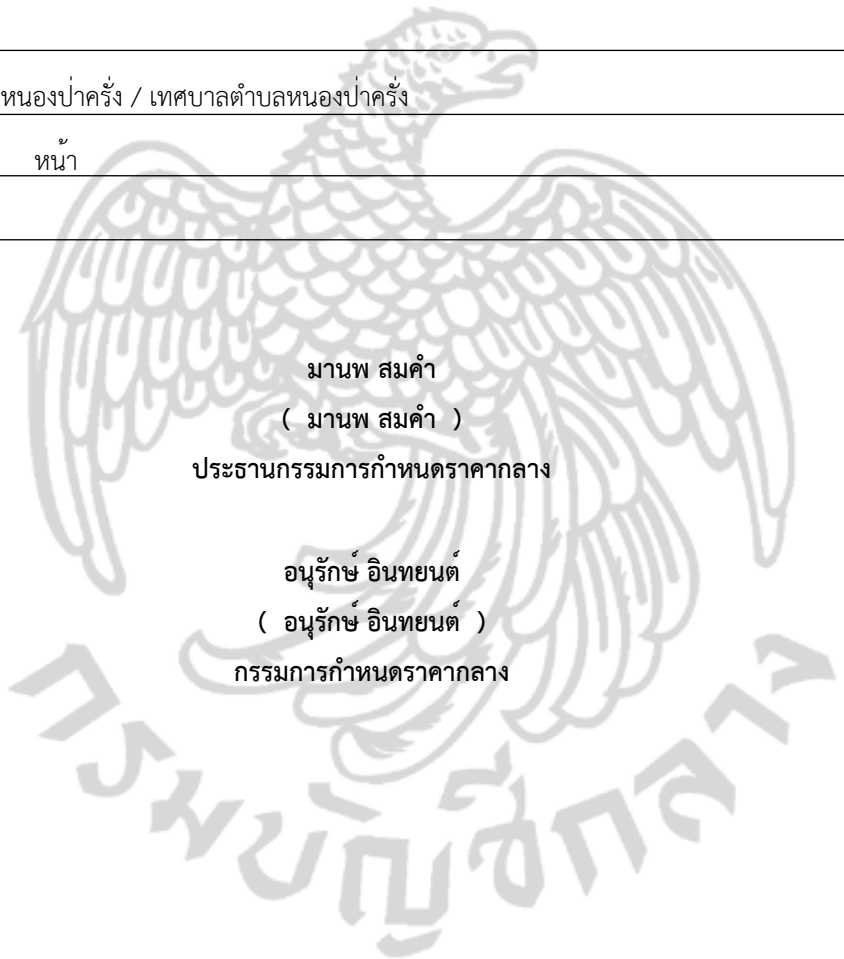 หนองป่าครั่ง / เทศบาลตำบลหนองป่าครั่ง
หน้า
มานพ สมคำ
( มานพ สมคำ )
ประธานกรรมการกำหนดราคากลาง
อนุรักษ์ อินทยนต์
( อนุรักษ์ อินทยนต์ )
กรรมการกำหนดราคากลาง
กรมบัญชีกลาง